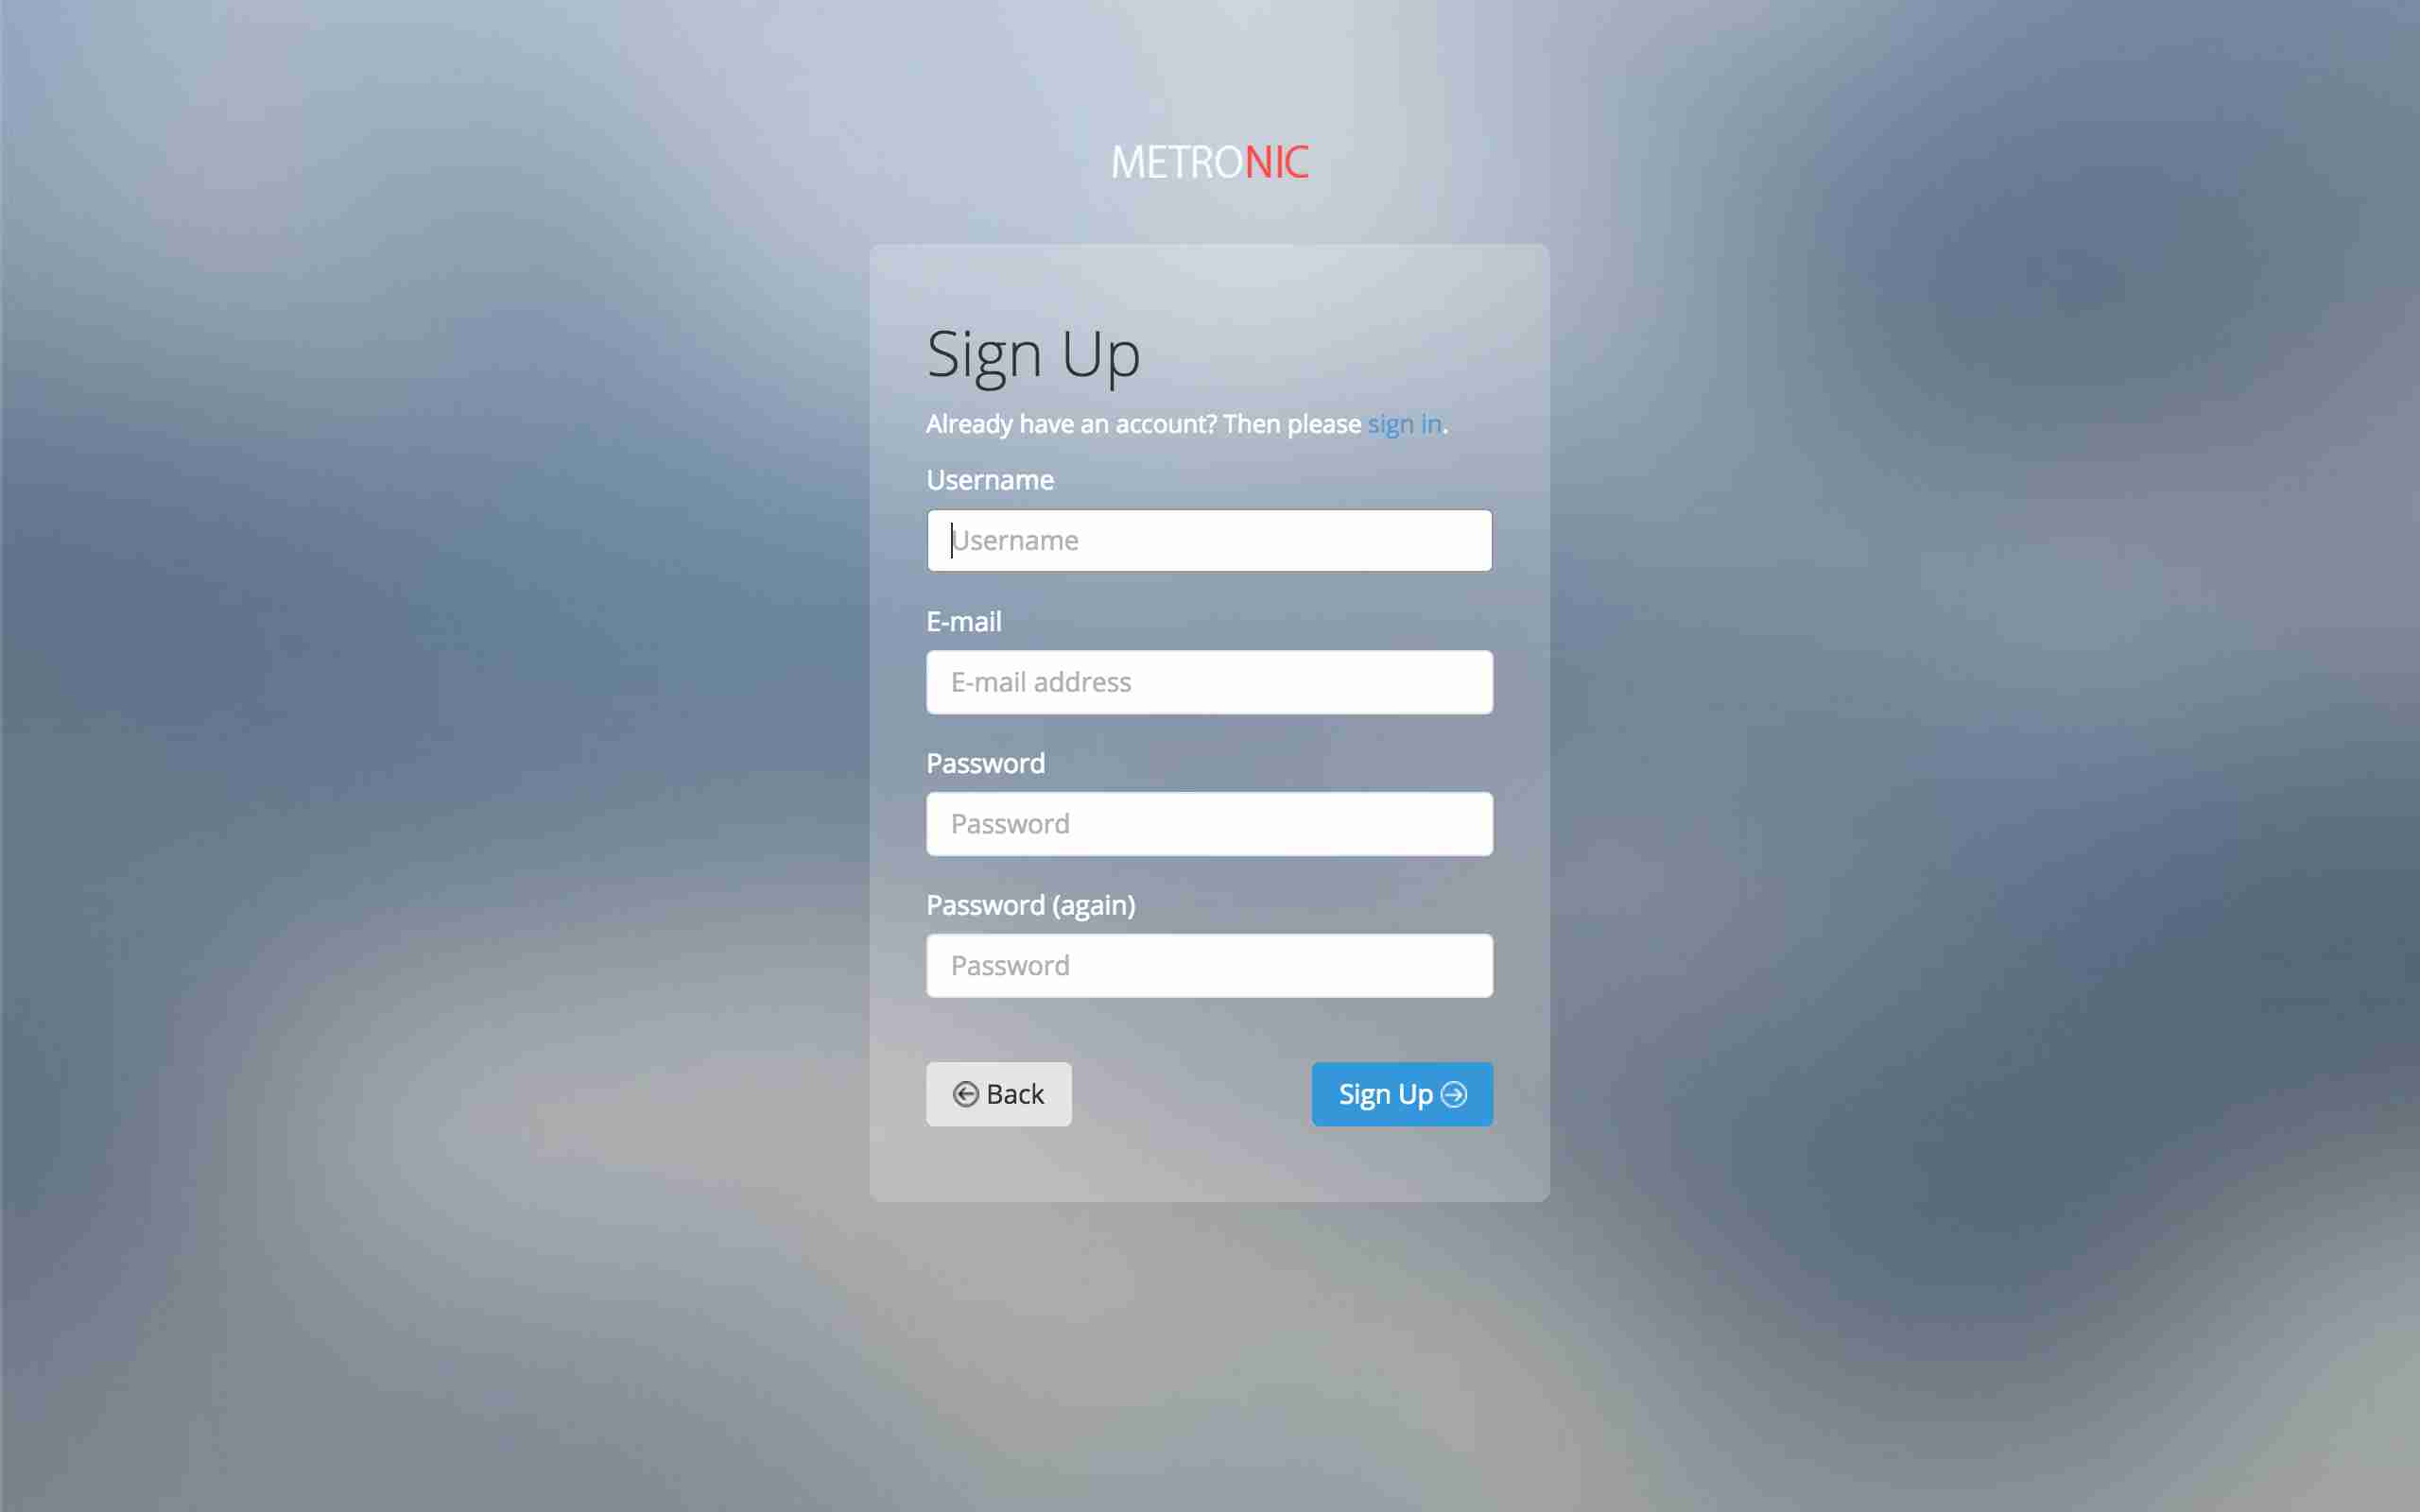 METRONIC
Sign Up
Already have an account? Then please sign in.
Username
Username
E-mail
E-mail address
Password
Password
Password (again)
Password
Back
Sign Up